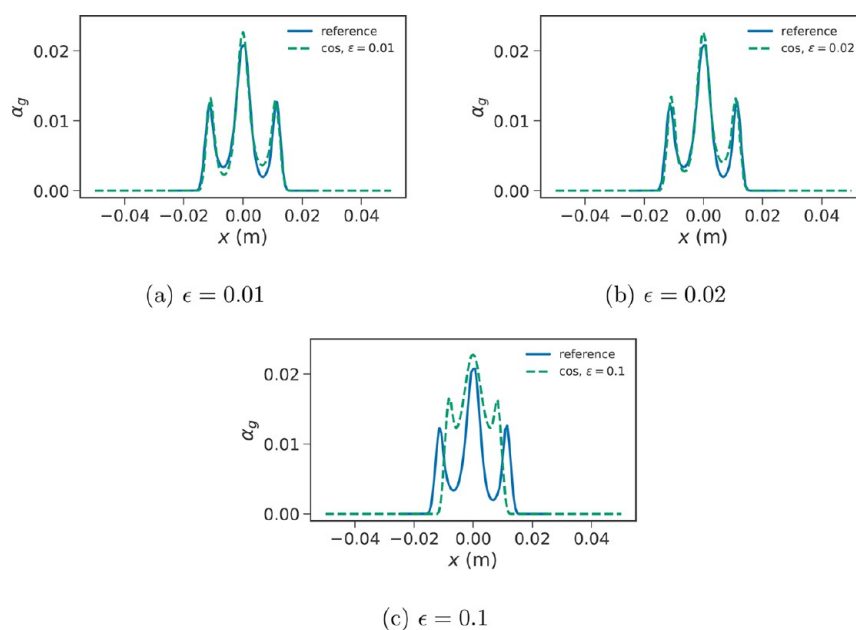 reference
cos, ε = 0.01
0.02
0.01
0.00
α_g
−0.04 −0.02 0.00 0.02 0.04
x (m)
(a) ϵ = 0.01
reference
cos, ε = 0.02
0.02
0.01
0.00
α_g
−0.04 −0.02 0.00 0.02 0.04
x (m)
(b) ϵ = 0.02
reference
cos, ε = 0.1
0.02
0.01
0.00
α_g
−0.04 −0.02 0.00 0.02 0.04
x (m)
(c) ϵ = 0.1